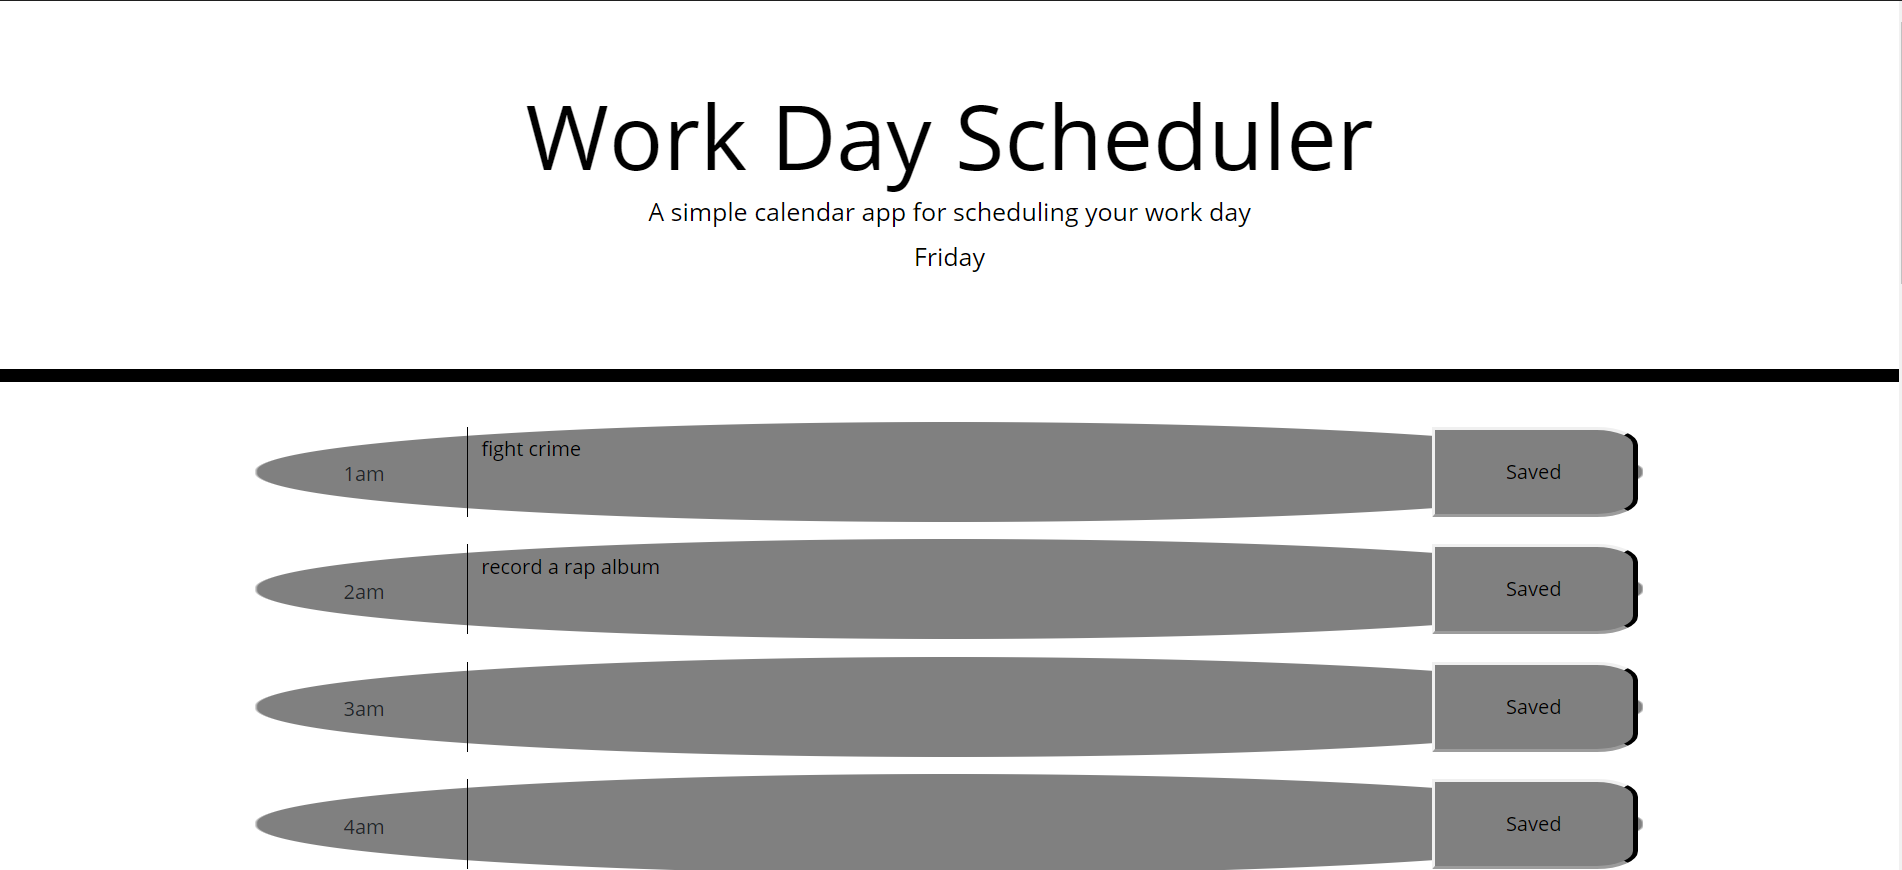 Work Day Scheduler
A simple calendar app for scheduling your work day
Friday
fight crime
1am
Saved
record a rap album
2am
Saved
3am
Saved
4am
Saved